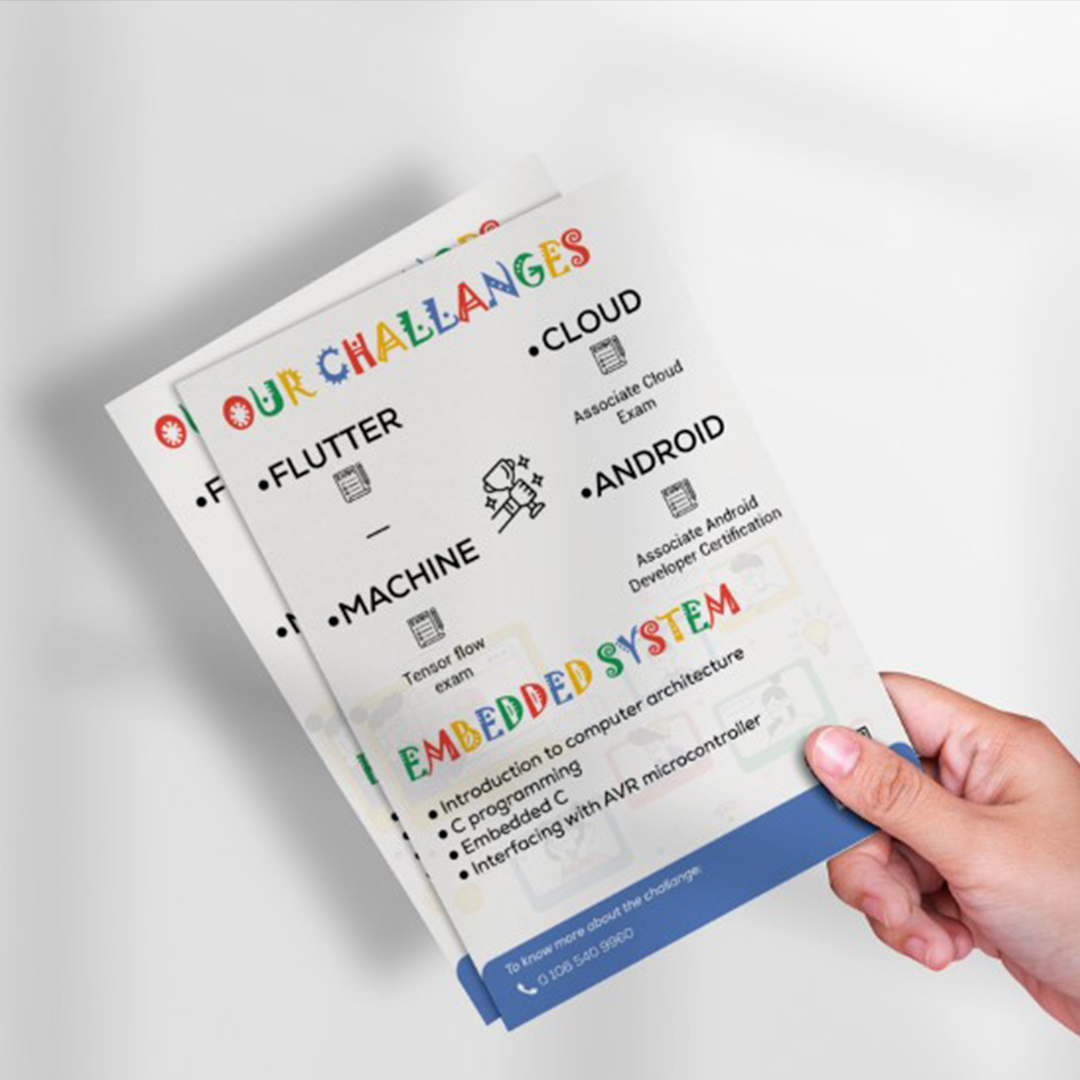 OUR CHALLANGES
•CLOUD
Associate Cloud
Exam
•FLUTTER
—
•ANDROID
Associate Android
Developer Certification
•MACHINE
Tensor flow
exam
EMBEDDED SYSTEM
• Introduction to computer architecture
• C programming
• Embedded C
• Interfacing with AVR microcontroller
To know more about the challange:
0 106 540 9960